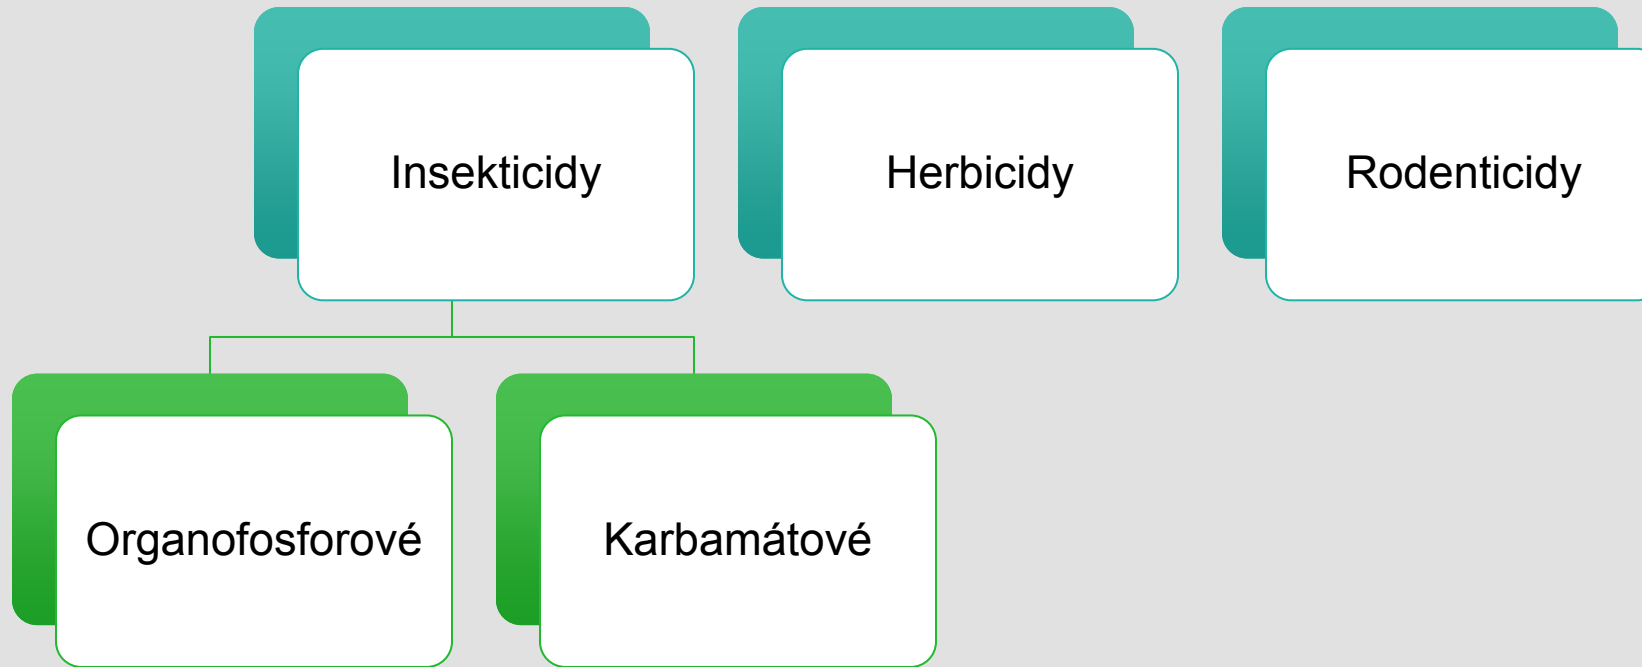 Insekticidy
Herbicidy
Rodenticidy
Organofosforové
Karbamátové